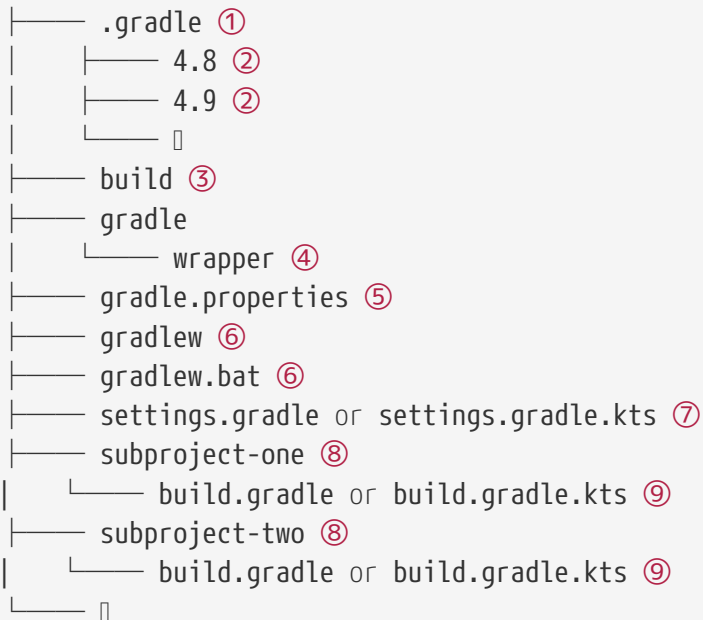 ├── .gradle ①
│   ├── 4.8 ②
│   ├── 4.9 ②
│   └── ▯
├── build ③
├── gradle
│   └── wrapper ④
├── gradle.properties ⑤
├── gradlew ⑥
├── gradlew.bat ⑥
├── settings.gradle or settings.gradle.kts ⑦
├── subproject-one ⑧
|   └── build.gradle or build.gradle.kts ⑨
├── subproject-two ⑧
|   └── build.gradle or build.gradle.kts ⑨
└── ▯